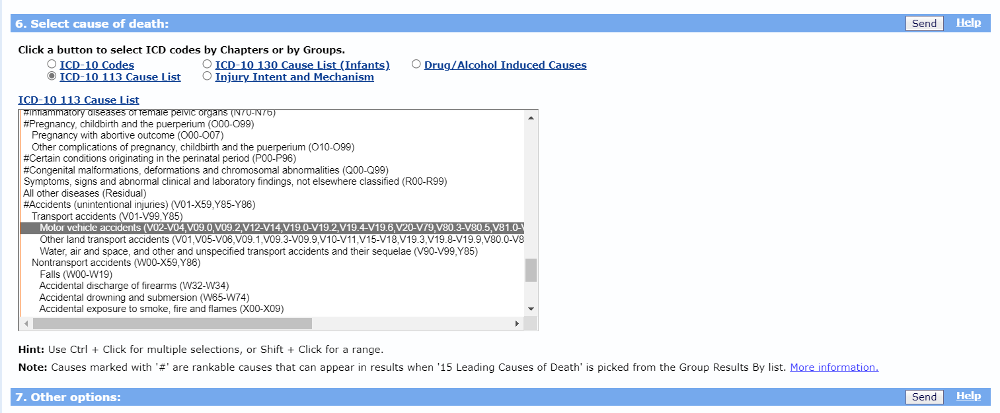 6. Select cause of death:
Send Help
Click a button to select ICD codes by Chapters or by Groups.
ICD-10 Codes ICD-10 130 Cause List (Infants) Drug/Alcohol Induced Causes
ICD-10 113 Cause List Injury Intent and Mechanism
ICD-10 113 Cause List
#Inflammatory diseases of female pelvic organs (N70-N76)
#Pregnancy, childbirth and the puerperium (O00-O99)
Pregnancy with abortive outcome (O00-O07)
Other complications of pregnancy, childbirth and the puerperium (O10-O99)
#Certain conditions originating in the perinatal period (P00-P96)
#Congenital malformations, deformations and chromosomal abnormalities (Q00-Q99)
Symptoms, signs and abnormal clinical and laboratory findings, not elsewhere classified (R00-R99)
All other diseases (Residual)
#Accidents (unintentional injuries) (V01-X59,Y85-Y86)
Transport accidents (V01-V99,Y85)
Motor vehicle accidents (V02-V04,V09.0,V09.2,V12-V14,V19.0-V19.2,V19.4-V19.6,V20-V79,V80.3-V80.5,V81.0-V
Other land transport accidents (V01,V05-V06,V09.1,V09.3-V09.9,V10-V11,V15-V18,V19.3,V19.8-V19.9,V80.0-V8
Water, air and space, and other and unspecified transport accidents and their sequelae (V90-V99,Y85)
Nontransport accidents (W00-X59,Y86)
Falls (W00-W19)
Accidental discharge of firearms (W32-W34)
Accidental drowning and submersion (W65-W74)
Accidental exposure to smoke, fire and flames (X00-X09)
Hint: Use Ctrl + Click for multiple selections, or Shift + Click for a range.
Note: Causes marked with '#' are rankable causes that can appear in results when '15 Leading Causes of Death' is picked from the Group Results By list. More information.
7. Other options:
Send Help